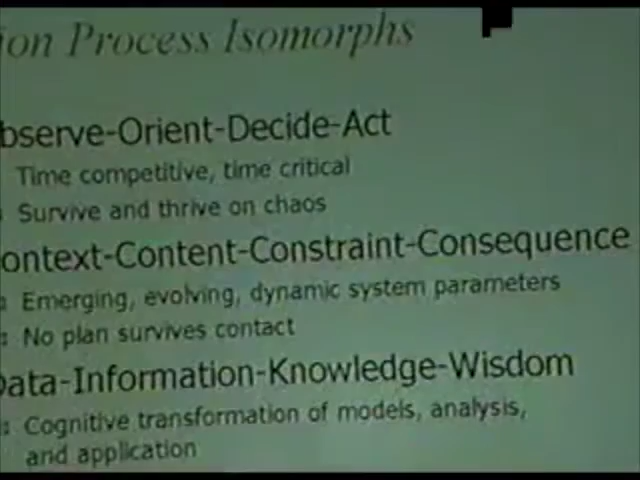 ion Process Isomorphs
bserve-Orient-Decide-Act
Time competitive, time critical
Survive and thrive on chaos
ontext-Content-Constraint-Consequence
Emerging, evolving, dynamic system parameters
No plan survives contact
Data-Information-Knowledge-Wisdom
Cognitive transformation of models, analysis,
and application